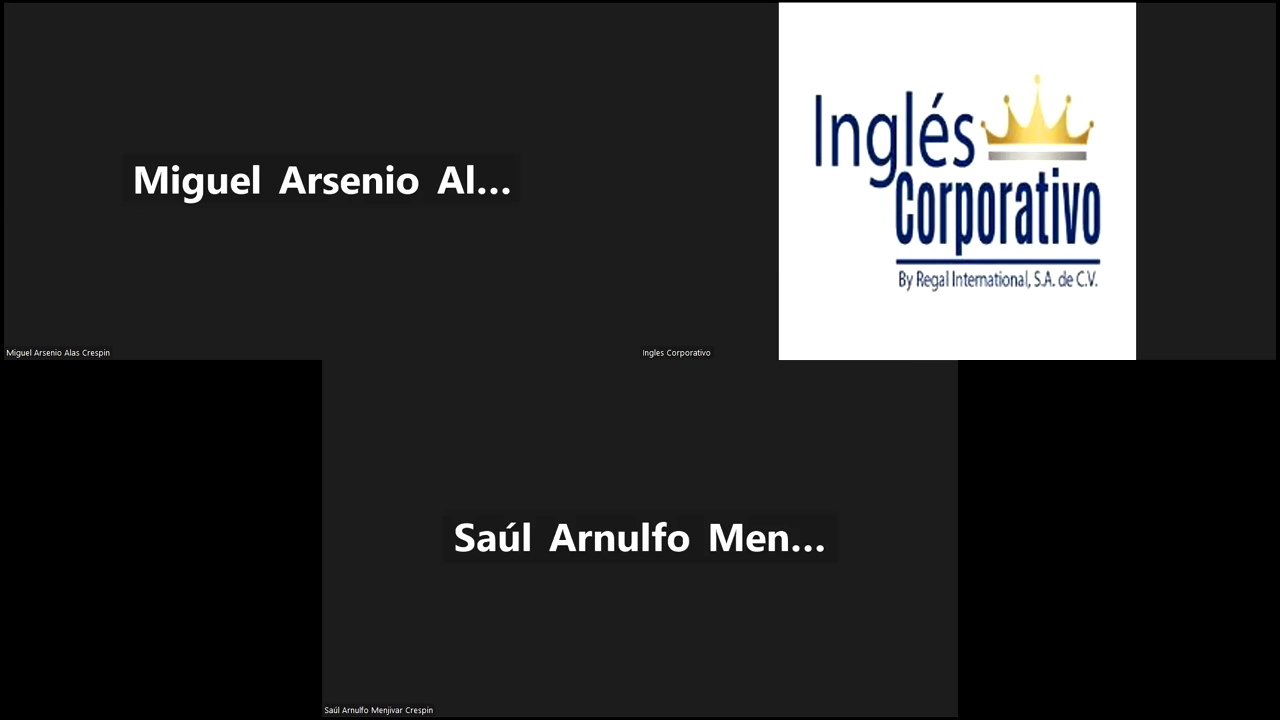 Miguel Arsenio Al...
Miguel Arsenio Alas Crespin
Inglés
Corporativo
By Regal International, S.A. de C.V.
Ingles Corporativo
Saúl Arnulfo Men...
Saúl Arnulfo Menjivar Crespin